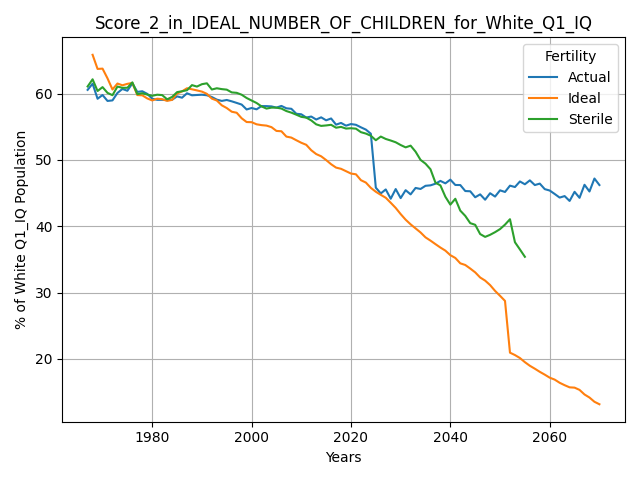 Score_2_in_IDEAL_NUMBER_OF_CHILDREN_for_White_Q1_IQ
Fertility
Actual
Ideal
Sterile
% of White Q1_IQ Population
60
50
40
30
20
1980
2000
2020
2040
2060
Years